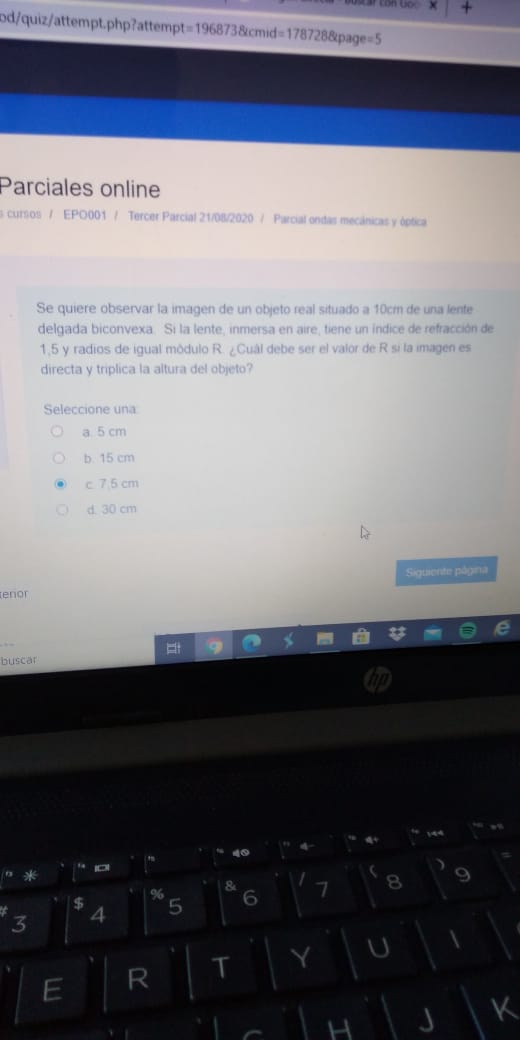 od/quiz/attempt.php?attempt=196873&cmid=178728&page=5
Parciales online
s cursos / EPO001 / Tercer Parcial 21/08/2020 / Parcial ondas mecánicas y óptica
Se quiere observar la imagen de un objeto real situado a 10cm de una lente
delgada biconvexa. Si la lente, inmersa en aire, tiene un índice de refracción de
1,5 y radios de igual módulo R. ¿Cuál debe ser el valor de R si la imagen es
directa y triplica la altura del objeto?
Seleccione una:
a. 5 cm
b. 15 cm
c. 7,5 cm
d. 30 cm
Siguiente página
terior
buscar
hp
# 3 $ 4 % 5 & 6 / 7 ( 8 ) 9 =
E R T Y U I
H J K